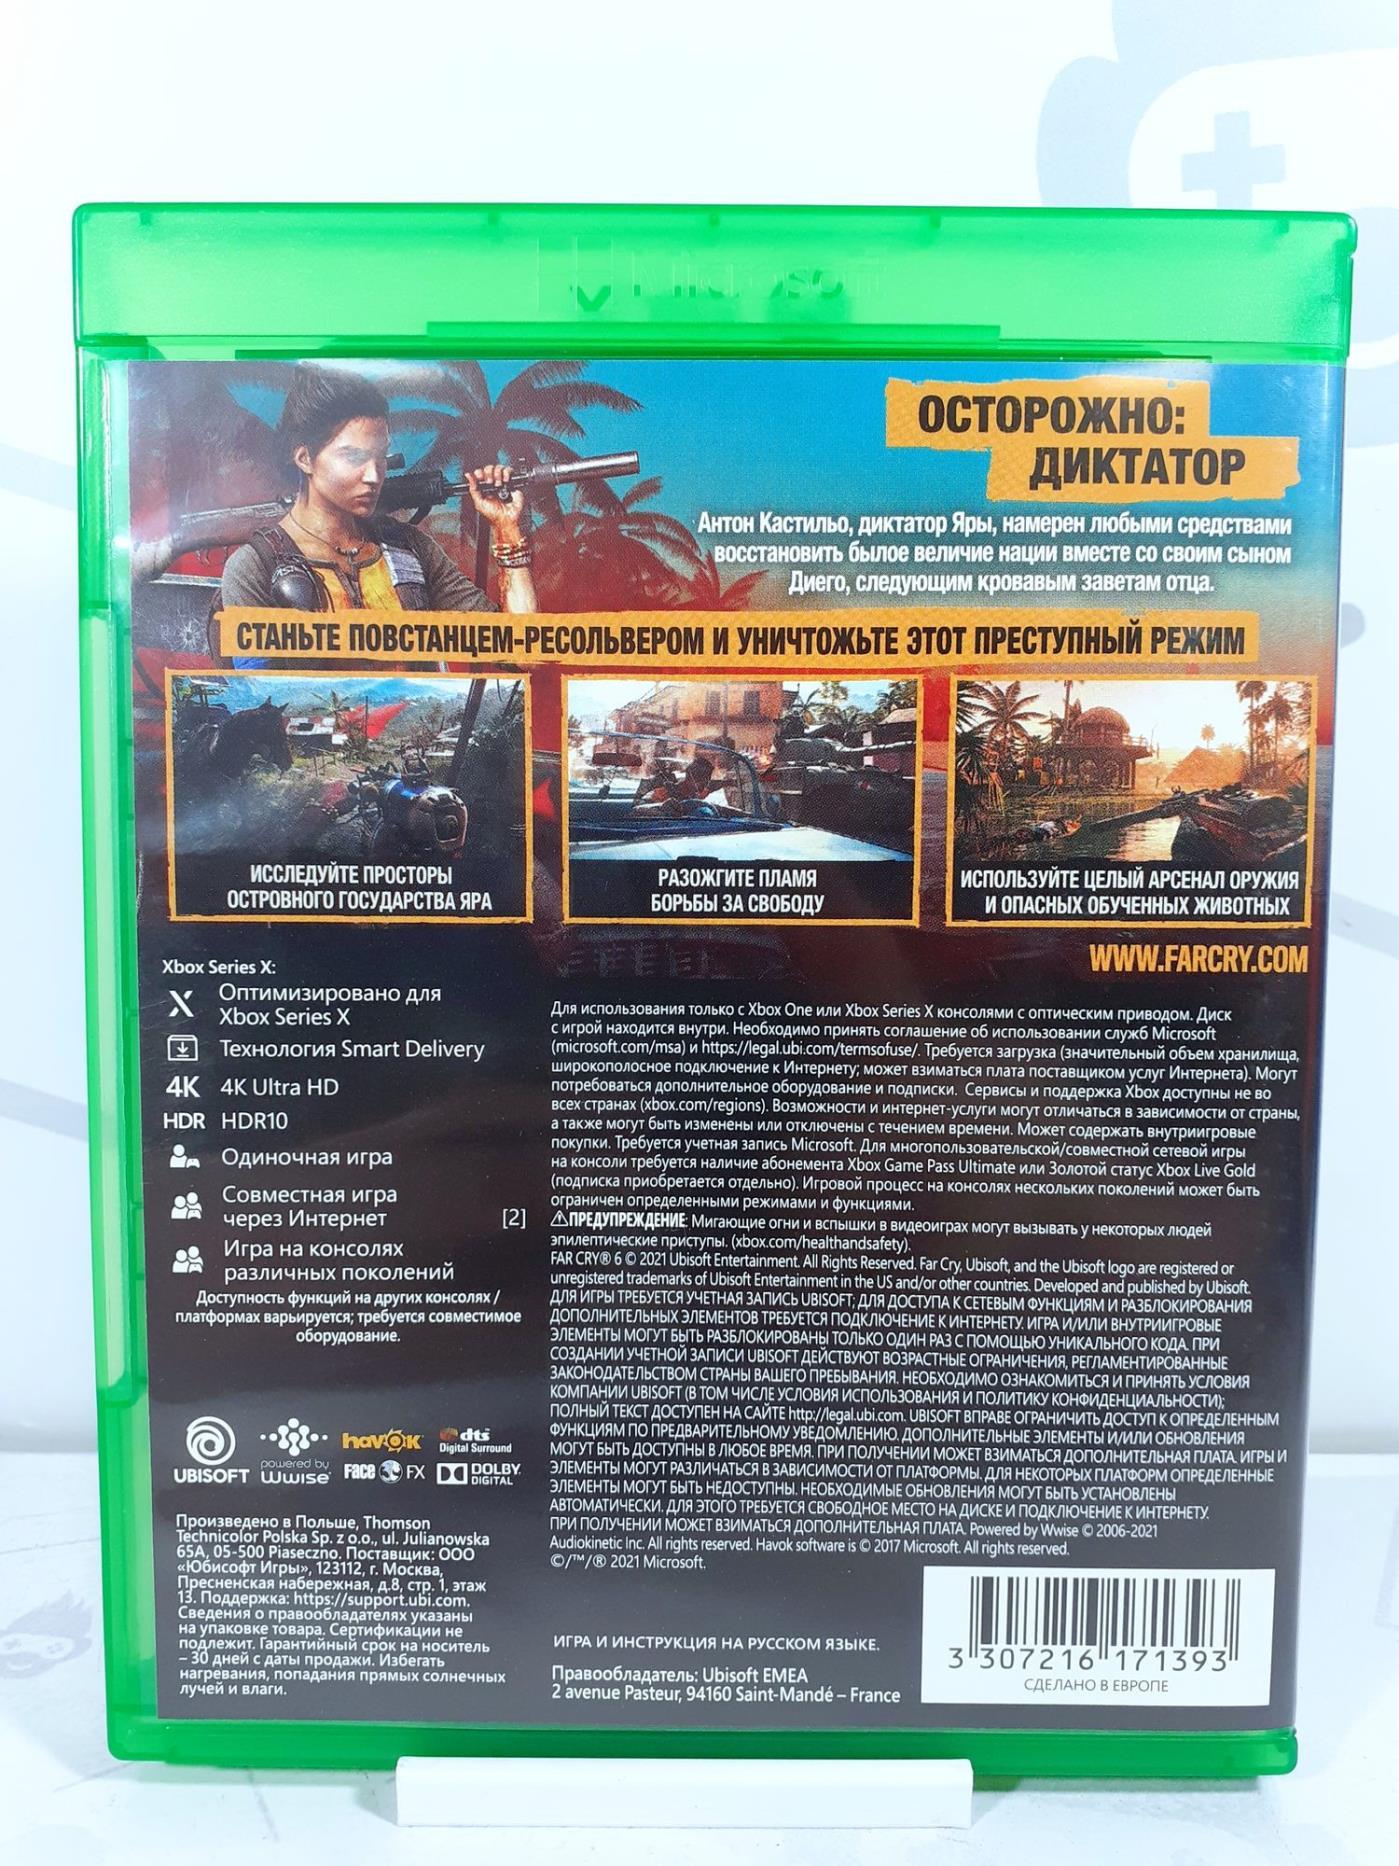 Microsoft
ОСТОРОЖНО:
ДИКТАТОР
Антон Кастильо, диктатор Яры, намерен любыми средствами
восстановить былое величие нации вместе со своим сыном
Диего, следующим кровавым заветам отца.
СТАНЬТЕ ПОВСТАНЦЕМ-РЕСОЛЬВЕРОМ И УНИЧТОЖЬТЕ ЭТОТ ПРЕСТУПНЫЙ РЕЖИМ
ИССЛЕДУЙТЕ ПРОСТОРЫ
ОСТРОВНОГО ГОСУДАРСТВА ЯРА
РАЗОЖГИТЕ ПЛАМЯ
БОРЬБЫ ЗА СВОБОДУ
ИСПОЛЬЗУЙТЕ ЦЕЛЫЙ АРСЕНАЛ ОРУЖИЯ
И ОПАСНЫХ ОБУЧЕННЫХ ЖИВОТНЫХ
WWW.FARCRY.COM
Xbox Series X:
X Оптимизировано для
Xbox Series X
Технология Smart Delivery
4K 4K Ultra HD
HDR HDR10
Одиночная игра
Совместная игра
через Интернет [2]
Игра на консолях
различных поколений
Доступность функций на других консолях /
платформах варьируется; требуется совместимое
оборудование.
Для использования только с Xbox One или Xbox Series X консолями с оптическим приводом. Диск
с игрой находится внутри. Необходимо принять соглашение об использовании служб Microsoft
(microsoft.com/msa) и https://legal.ubi.com/termsofuse/. Требуется загрузка (значительный объем хранилища,
широкополосное подключение к Интернету; может взиматься плата поставщиком услуг Интернета). Могут
потребоваться дополнительное оборудование и подписки. Сервисы и поддержка Xbox доступны не во
всех странах (xbox.com/regions). Возможности и интернет-услуги могут отличаться в зависимости от страны,
а также могут быть изменены или отключены с течением времени. Может содержать внутриигровые
покупки. Требуется учетная запись Microsoft. Для многопользовательской/совместной сетевой игры
на консоли требуется наличие абонемента Xbox Game Pass Ultimate или Золотой статус Xbox Live Gold
(подписка приобретается отдельно). Игровой процесс на консолях нескольких поколений может быть
ограничен определенными режимами и функциями.
⚠ПРЕДУПРЕЖДЕНИЕ: Мигающие огни и вспышки в видеоиграх могут вызывать у некоторых людей
эпилептические приступы. (xbox.com/healthandsafety).
FAR CRY® 6 © 2021 Ubisoft Entertainment. All Rights Reserved. Far Cry, Ubisoft, and the Ubisoft logo are registered or
unregistered trademarks of Ubisoft Entertainment in the US and/or other countries. Developed and published by Ubisoft.
ДЛЯ ИГРЫ ТРЕБУЕТСЯ УЧЕТНАЯ ЗАПИСЬ UBISOFT; ДЛЯ ДОСТУПА К СЕТЕВЫМ ФУНКЦИЯМ И РАЗБЛОКИРОВАНИЯ
ДОПОЛНИТЕЛЬНЫХ ЭЛЕМЕНТОВ ТРЕБУЕТСЯ ПОДКЛЮЧЕНИЕ К ИНТЕРНЕТУ. ИГРА И/ИЛИ ВНУТРИИГРОВЫЕ
ЭЛЕМЕНТЫ МОГУТ БЫТЬ РАЗБЛОКИРОВАНЫ ТОЛЬКО ОДИН РАЗ С ПОМОЩЬЮ УНИКАЛЬНОГО КОДА. ПРИ
СОЗДАНИИ УЧЕТНОЙ ЗАПИСИ UBISOFT ДЕЙСТВУЮТ ВОЗРАСТНЫЕ ОГРАНИЧЕНИЯ, РЕГЛАМЕНТИРОВАННЫЕ
ЗАКОНОДАТЕЛЬСТВОМ СТРАНЫ ВАШЕГО ПРЕБЫВАНИЯ. НЕОБХОДИМО ОЗНАКОМИТЬСЯ И ПРИНЯТЬ УСЛОВИЯ
КОМПАНИИ UBISOFT (В ТОМ ЧИСЛЕ УСЛОВИЯ ИСПОЛЬЗОВАНИЯ И ПОЛИТИКУ КОНФИДЕНЦИАЛЬНОСТИ);
ПОЛНЫЙ ТЕКСТ ДОСТУПЕН НА САЙТЕ http://legal.ubi.com. UBISOFT ВПРАВЕ ОГРАНИЧИТЬ ДОСТУП К ОПРЕДЕЛЕННЫМ
ФУНКЦИЯМ ПО ПРЕДВАРИТЕЛЬНОМУ УВЕДОМЛЕНИЮ. ДОПОЛНИТЕЛЬНЫЕ ЭЛЕМЕНТЫ И/ИЛИ ОБНОВЛЕНИЯ
МОГУТ БЫТЬ ДОСТУПНЫ В ЛЮБОЕ ВРЕМЯ. ПРИ ПОЛУЧЕНИИ МОЖЕТ ВЗИМАТЬСЯ ДОПОЛНИТЕЛЬНАЯ ПЛАТА. ИГРЫ И
ЭЛЕМЕНТЫ МОГУТ РАЗЛИЧАТЬСЯ В ЗАВИСИМОСТИ ОТ ПЛАТФОРМЫ. ДЛЯ НЕКОТОРЫХ ПЛАТФОРМ ОПРЕДЕЛЕННЫЕ
ЭЛЕМЕНТЫ МОГУТ БЫТЬ НЕДОСТУПНЫ. НЕОБХОДИМЫЕ ОБНОВЛЕНИЯ МОГУТ БЫТЬ УСТАНОВЛЕНЫ
АВТОМАТИЧЕСКИ. ДЛЯ ЭТОГО ТРЕБУЕТСЯ СВОБОДНОЕ МЕСТО НА ДИСКЕ И ПОДКЛЮЧЕНИЕ К ИНТЕРНЕТУ.
ПРИ ПОЛУЧЕНИИ МОЖЕТ ВЗИМАТЬСЯ ДОПОЛНИТЕЛЬНАЯ ПЛАТА. Powered by Wwise © 2006-2021
Audiokinetic Inc. All rights reserved. Havok software is © 2017 Microsoft. All rights reserved.
©/™/® 2021 Microsoft.
UBISOFT
powered by
Wwise
havok
Face FX
dts
Digital Surround
DOLBY
DIGITAL
Произведено в Польше, Thomson
Technicolor Polska Sp. z o.o., ul. Julianowska
65A, 05-500 Piaseczno. Поставщик: ООО
«Юбисофт Игры», 123112, г. Москва,
Пресненская набережная, д.8, стр. 1, этаж
13. Поддержка: https://support.ubi.com.
Сведения о правообладателях указаны
на упаковке товара. Сертификации не
подлежит. Гарантийный срок на носитель
– 30 дней с даты продажи. Избегать
нагревания, попадания прямых солнечных
лучей и влаги.
ИГРА И ИНСТРУКЦИЯ НА РУССКОМ ЯЗЫКЕ.
Правообладатель: Ubisoft EMEA
2 avenue Pasteur, 94160 Saint-Mandé – France
3 307216 171393
СДЕЛАНО В ЕВРОПЕ